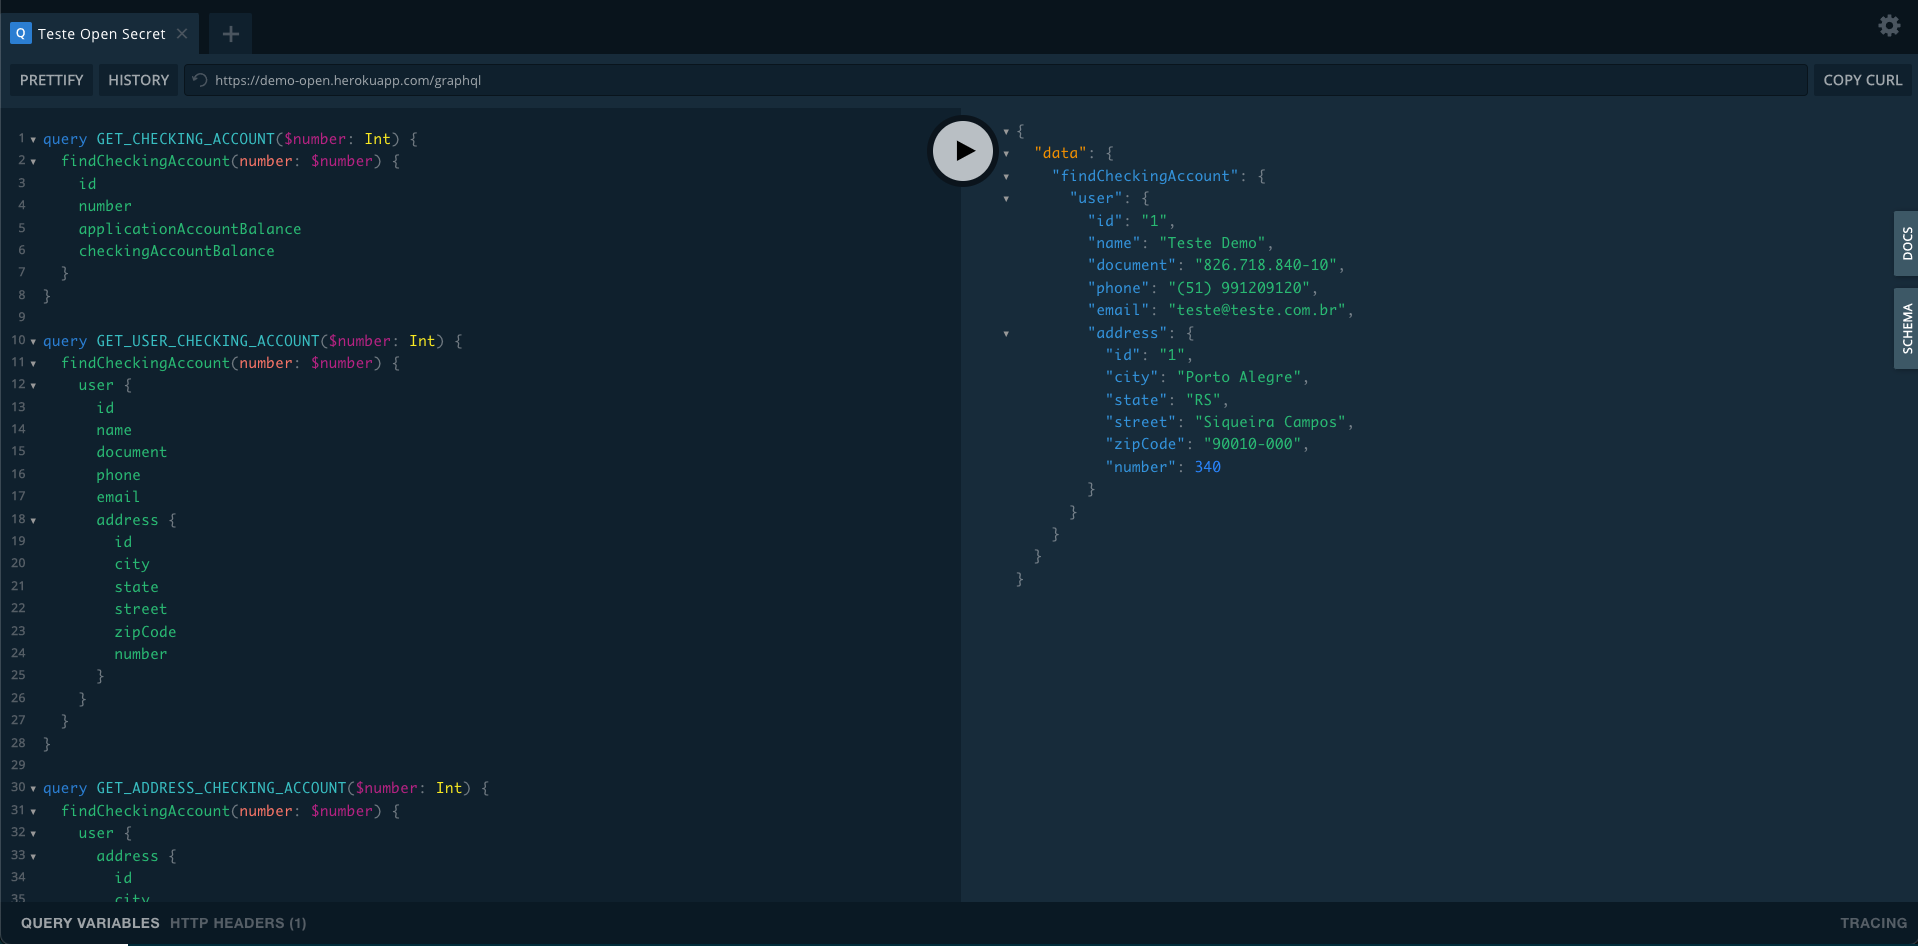 Q Teste Open Secret
PRETTIFY HISTORY https://demo-open.herokuapp.com/graphql COPY CURL
1 query GET_CHECKING_ACCOUNT($number: Int) {
2 findCheckingAccount(number: $number) {
3 id
4 number
5 applicationAccountBalance
6 checkingAccountBalance
7 }
8 }
9
10 query GET_USER_CHECKING_ACCOUNT($number: Int) {
11 findCheckingAccount(number: $number) {
12 user {
13 id
14 name
15 document
16 phone
17 email
18 address {
19 id
20 city
21 state
22 street
23 zipCode
24 number
25 }
26 }
27 }
28 }
29
30 query GET_ADDRESS_CHECKING_ACCOUNT($number: Int) {
31 findCheckingAccount(number: $number) {
32 user {
33 address {
34 id
35 city
{
"data": {
"findCheckingAccount": {
"user": {
"id": "1",
"name": "Teste Demo",
"document": "826.718.840-10",
"phone": "(51) 991209120",
"email": "teste@teste.com.br",
"address": {
"id": "1",
"city": "Porto Alegre",
"state": "RS",
"street": "Siqueira Campos",
"zipCode": "90010-000",
"number": 340
}
}
}
}
}
DOCS
SCHEMA
QUERY VARIABLES HTTP HEADERS (1) TRACING